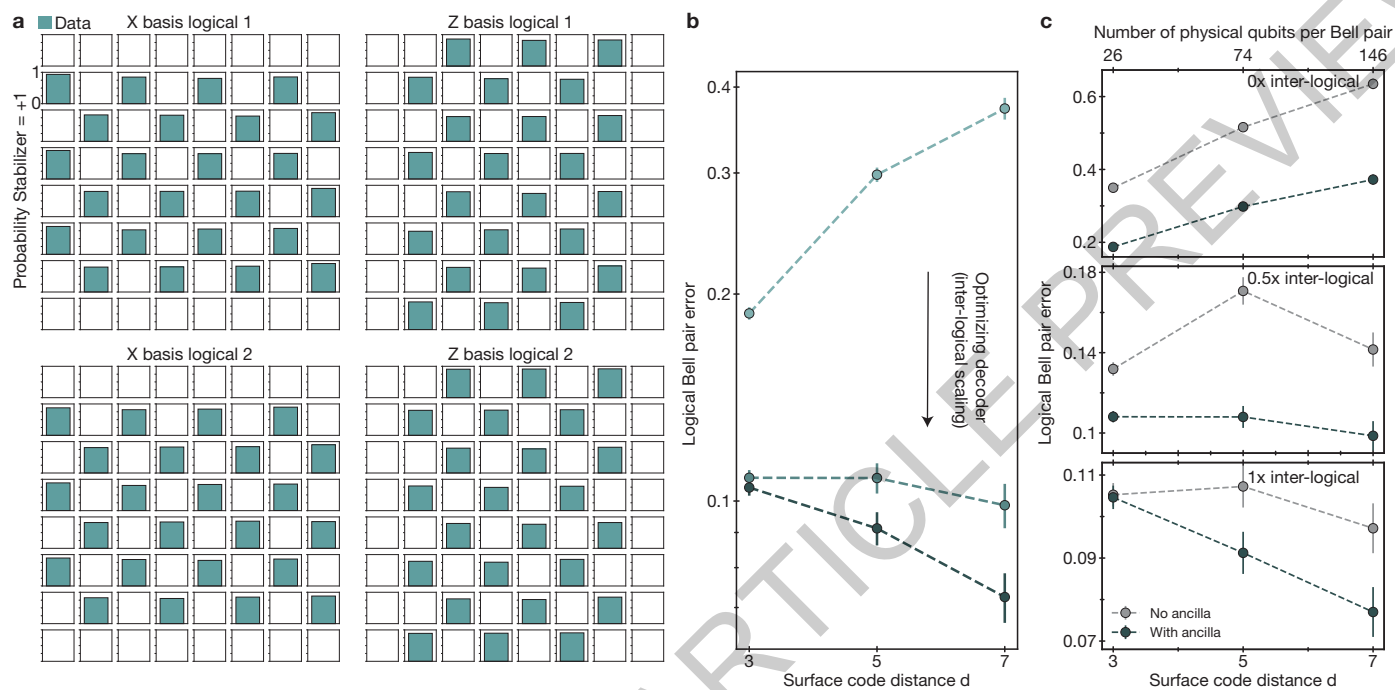 a
Data
X basis logical 1
Z basis logical 1
1
0
Probability Stabilizer = +1
X basis logical 2
Z basis logical 2
b
0.4
0.3
0.2
0.1
Logical Bell pair error
Optimizing decoder
(inter-logical scaling)
3
5
7
Surface code distance d
c
Number of physical qubits per Bell pair
26
74
146
0x inter-logical
0.6
0.4
0.2
0.5x inter-logical
0.18
0.14
0.1
Logical Bell pair error
1x inter-logical
0.11
0.09
0.07
No ancilla
With ancilla
3
5
7
Surface code distance d
ARTICLE PREVIEW